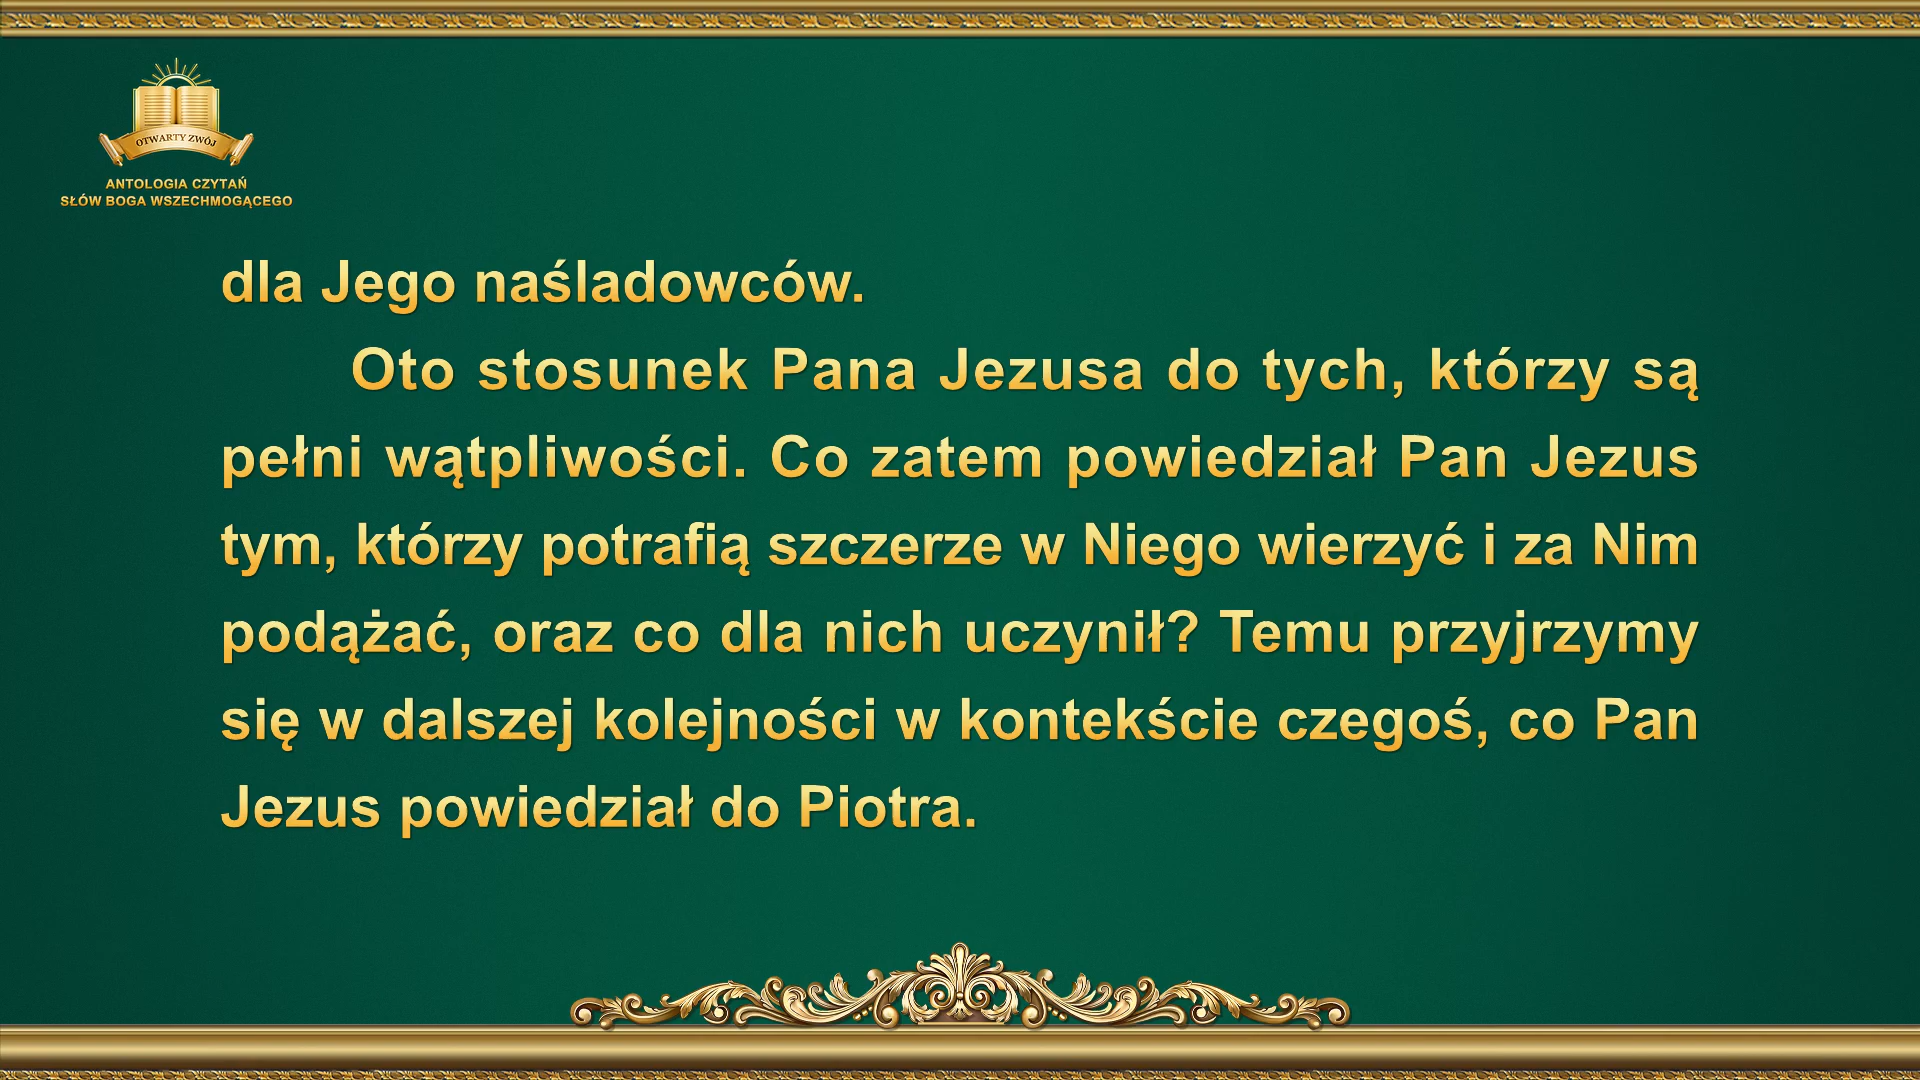 OTWARTY ZWÓJ
ANTOLOGIA CZYTAŃ
SŁÓW BOGA WSZECHMOGĄCEGO
dla Jego naśladowców.
Oto stosunek Pana Jezusa do tych, którzy są
pełni wątpliwości. Co zatem powiedział Pan Jezus
tym, którzy potrafią szczerze w Niego wierzyć i za Nim
podążać, oraz co dla nich uczynił? Temu przyjrzymy
się w dalszej kolejności w kontekście czegoś, co Pan
Jezus powiedział do Piotra.